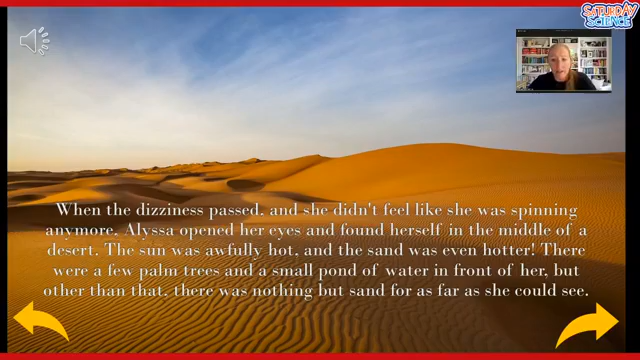 SATURDAY
SCIENCE
When the dizziness passed, and she didn't feel like she was spinning
anymore, Alyssa opened her eyes and found herself in the middle of a
desert. The sun was awfully hot, and the sand was even hotter! There
were a few palm trees and a small pond of water in front of her, but
other than that, there was nothing but sand for as far as she could see.